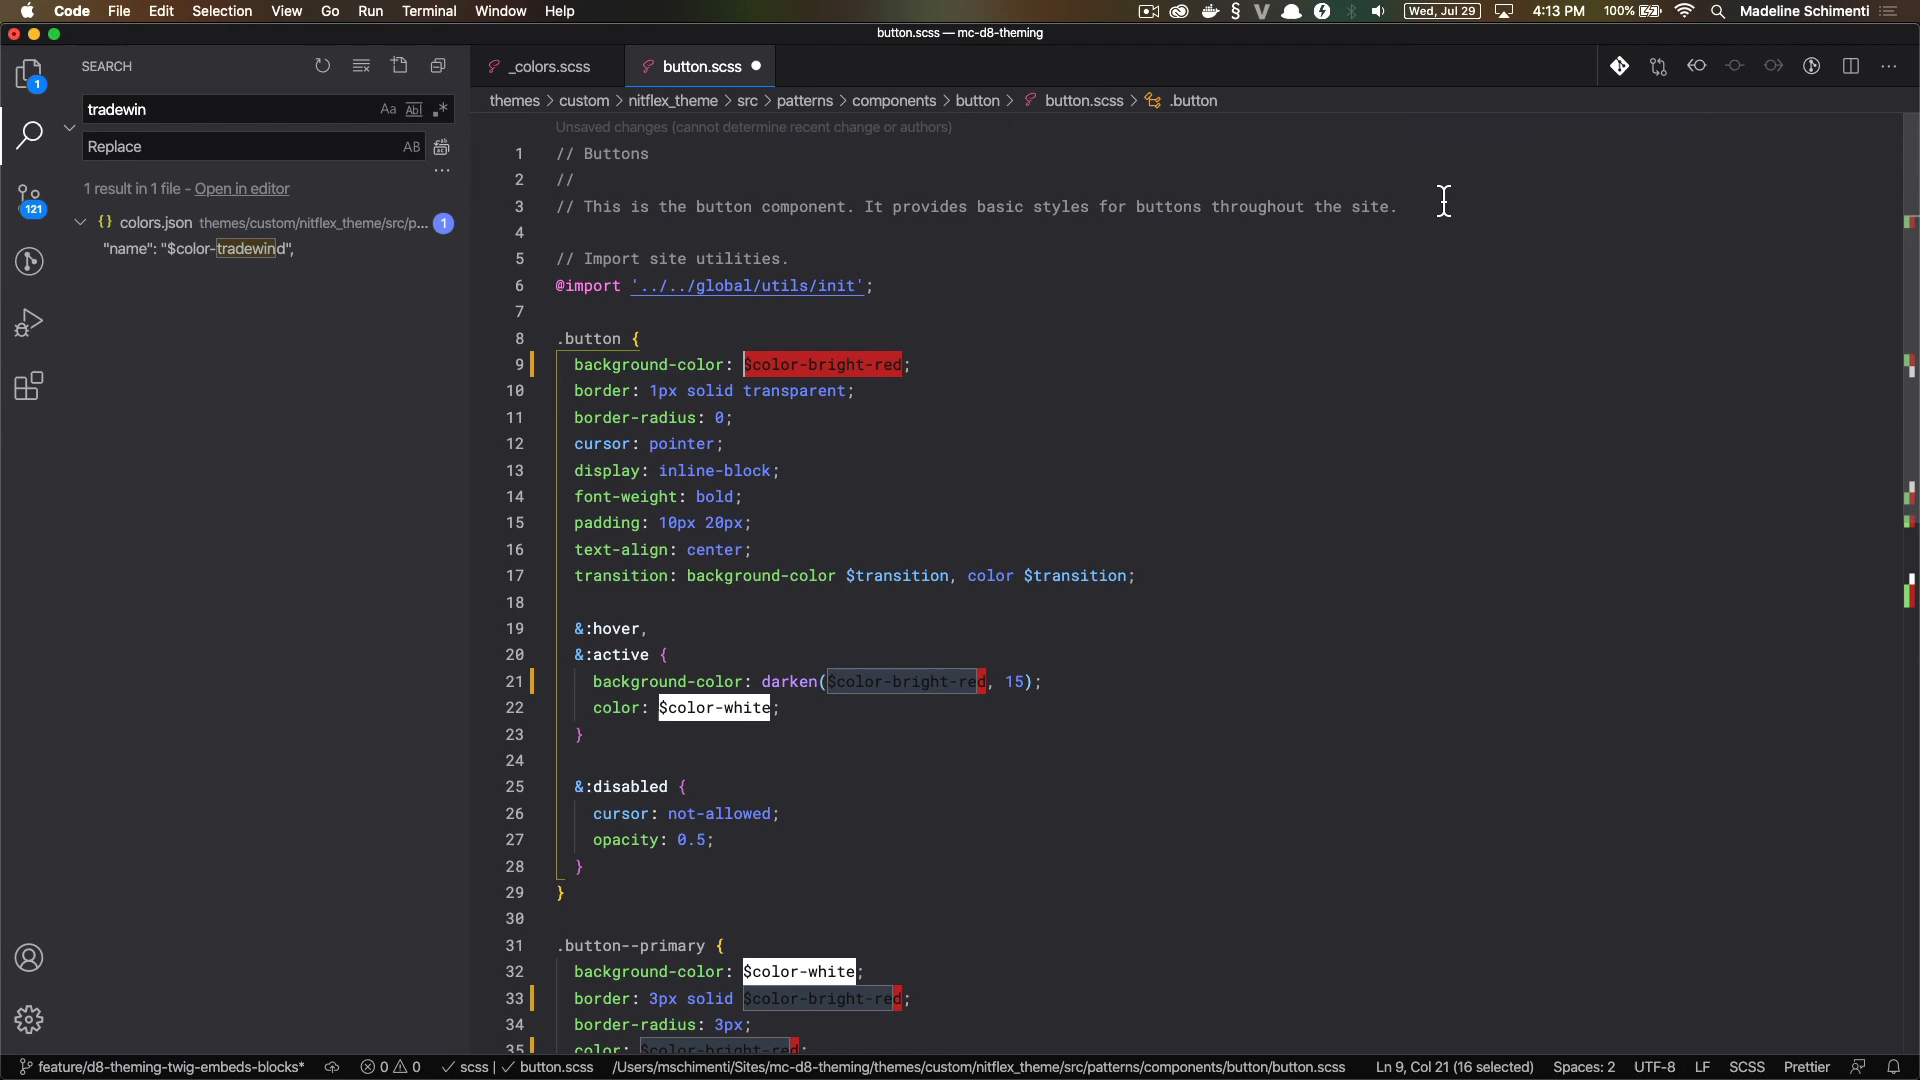 Code File Edit Selection View Go Run Terminal Window Help
Wed, Jul 29 4:13 PM 100% Madeline Schimenti
button.scss — mc-d8-theming
SEARCH
_colors.scss
button.scss
1
tradewin
Aa Abl .*
themes > custom > nitflex_theme > src > patterns > components > button > button.scss > .button
Replace
AB
Unsaved changes (cannot determine recent change or authors)
1 result in 1 file - Open in editor
121
{} colors.json themes/custom/nitflex_theme/src/p... 1
"name": "$color-tradewind",
1 // Buttons
2 //
3 // This is the button component. It provides basic styles for buttons throughout the site.
4
5 // Import site utilities.
6 @import '../../global/utils/init';
7
8 .button {
9 background-color: $color-bright-red;
10 border: 1px solid transparent;
11 border-radius: 0;
12 cursor: pointer;
13 display: inline-block;
14 font-weight: bold;
15 padding: 10px 20px;
16 text-align: center;
17 transition: background-color $transition, color $transition;
18
19 &:hover,
20 &:active {
21 background-color: darken($color-bright-red, 15);
22 color: $color-white;
23 }
24
25 &:disabled {
26 cursor: not-allowed;
27 opacity: 0.5;
28 }
29 }
30
31 .button--primary {
32 background-color: $color-white;
33 border: 3px solid $color-bright-red;
34 border-radius: 3px;
35 color: $color-bright-red;
feature/d8-theming-twig-embeds-blocks* 0 0 scss | button.scss /Users/mschimenti/Sites/mc-d8-theming/themes/custom/nitflex_theme/src/patterns/components/button/button.scss Ln 9, Col 21 (16 selected) Spaces: 2 UTF-8 LF SCSS Prettier